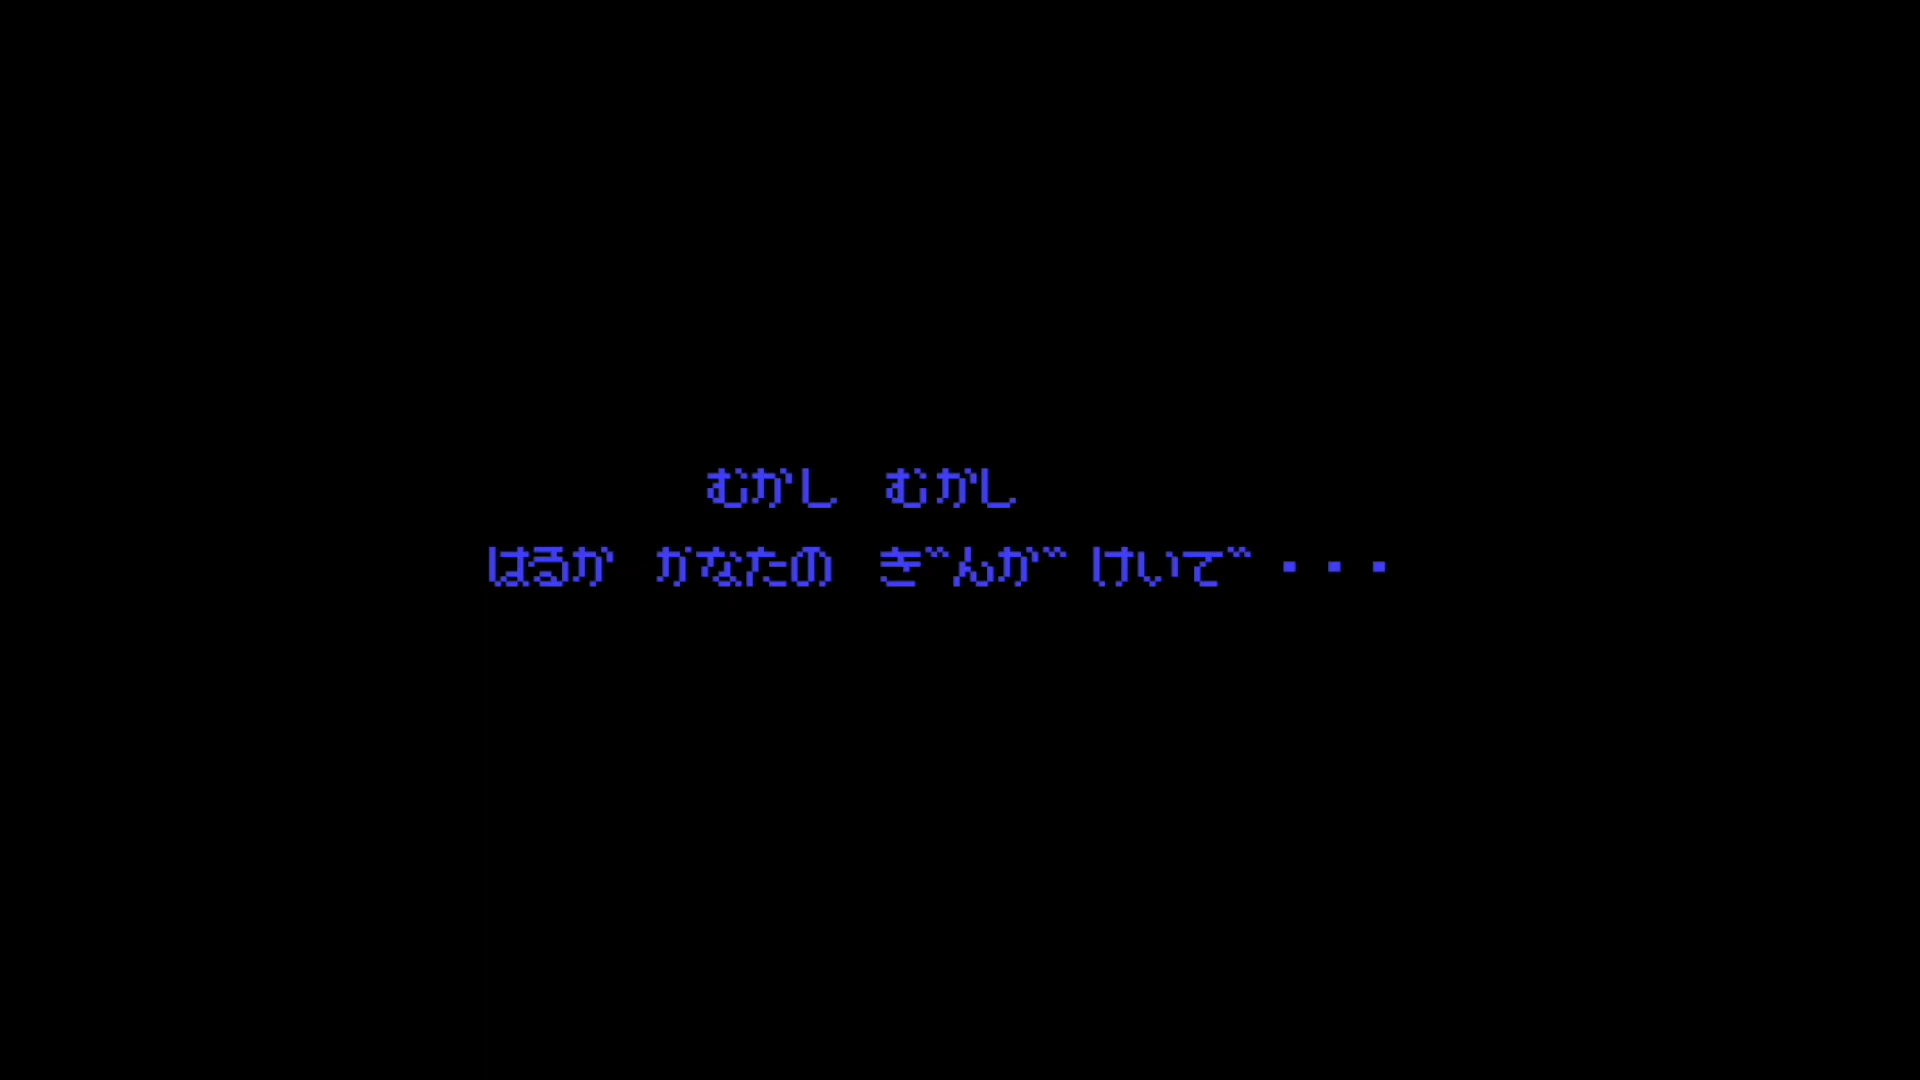 むかし むかし
はるか かなたの ぎんが けいで・・・